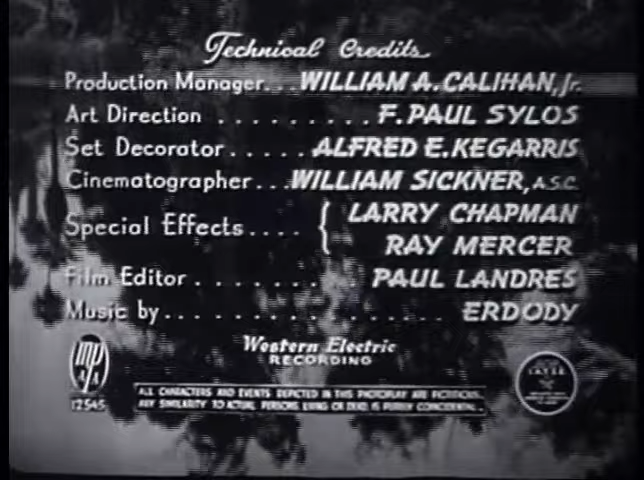 Technical Credits
Production Manager...WILLIAM A. CALIHAN, Jr.
Art Direction .........F. PAUL SYLOS
Set Decorator.....ALFRED E. KEGARRIS
Cinematographer...WILLIAM SICKNER, A.S.C.
Special Effects.... { LARRY CHAPMAN
RAY MERCER
Film Editor ....... .. PAUL LANDRES
Music by................ERDODY
Western Electric
RECORDING
12545
ALL CHARACTERS AND EVENTS DEPICTED IN THIS PHOTOPLAY ARE FICTITIOUS.
ANY SIMILARITY TO ACTUAL PERSONS, LIVING OR DEAD, IS PURELY COINCIDENTAL.
I.A.T.S.E.